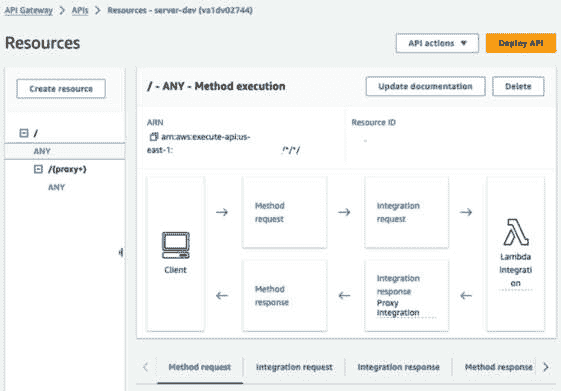 API Gateway > APIs > Resources - server-dev (va1dv02744)
Resources
API actions ▼
Deploy API
Create resource
/
ANY
/{proxy+}
ANY
/ - ANY - Method execution
Update documentation
Delete
ARN
arn:aws:execute-api:us-
east-1: /*/*/
Resource ID
-
Client
Method
request
Integration
request
Method
response
Integration
response
Proxy
integration
Lambda
integrati
on
Method request
Integration request
Integration response
Method response